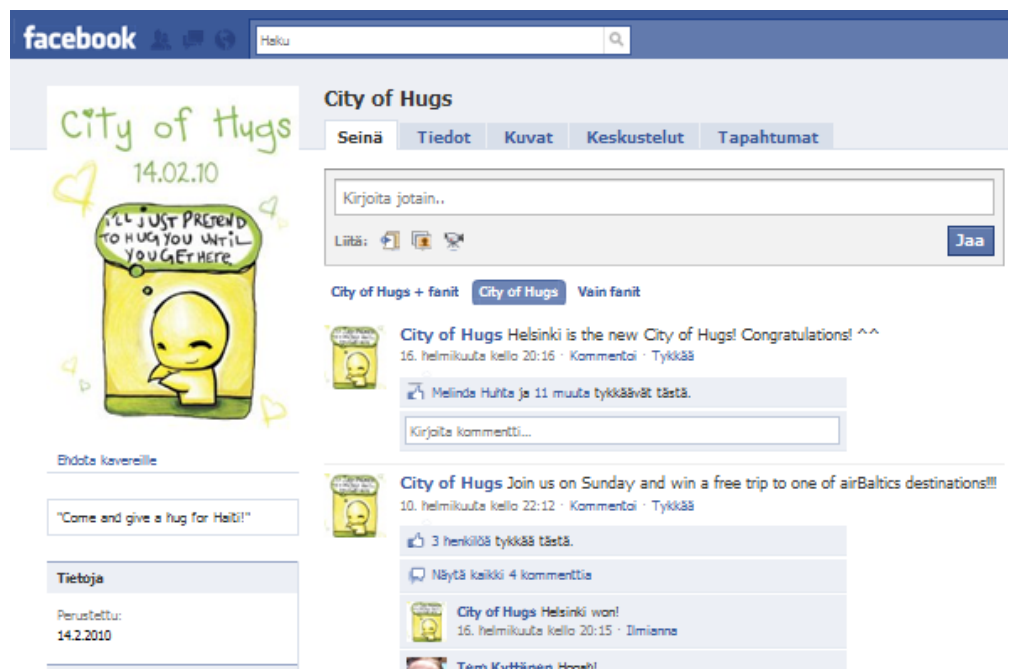 facebook
Haku
City of Hugs
14.02.10
I'LL JUST PRETEND
TO HUG YOU UNTIL
YOU GET HERE
Ehdota kavereille
"Come and give a hug for Haiti!"
Tietoja
Perustettu:
14.2.2010
City of Hugs
Seinä Tiedot Kuvat Keskustelut Tapahtumat
Kirjoita jotain..
Liitä:
Jaa
City of Hugs + fanit City of Hugs Vain fanit
City of Hugs Helsinki is the new City of Hugs! Congratulations! ^^
16. helmikuuta kello 20:16 · Kommentoi · Tykkää
Melinda Huhta ja 11 muuta tykkäävät tästä.
Kirjoita kommentti...
City of Hugs Join us on Sunday and win a free trip to one of airBaltics destinations!!!!
10. helmikuuta kello 22:12 · Kommentoi · Tykkää
3 henkilöä tykkää tästä.
Näytä kaikki 4 kommenttia
City of Hugs Helsinki won!
16. helmikuuta kello 20:15 · Ilmianna